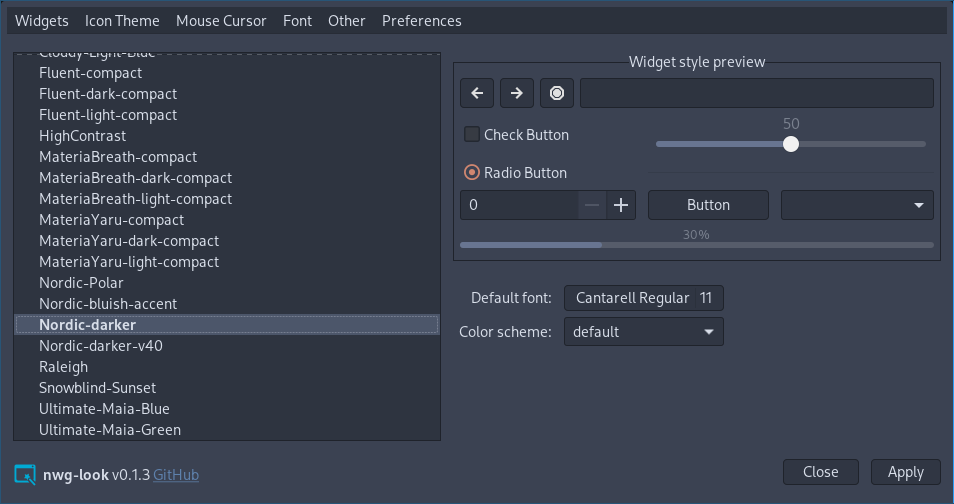 Widgets Icon Theme Mouse Cursor Font Other Preferences
Cloudy-Light-Blue
Fluent-compact
Fluent-dark-compact
Fluent-light-compact
HighContrast
MateriaBreath-compact
MateriaBreath-dark-compact
MateriaBreath-light-compact
MateriaYaru-compact
MateriaYaru-dark-compact
MateriaYaru-light-compact
Nordic-Polar
Nordic-bluish-accent
Nordic-darker
Nordic-darker-v40
Raleigh
Snowblind-Sunset
Ultimate-Maia-Blue
Ultimate-Maia-Green
Widget style preview
Check Button
50
Radio Button
0
Button
30%
Default font: Cantarell Regular 11
Color scheme: default
nwg-look v0.1.3 GitHub
Close Apply